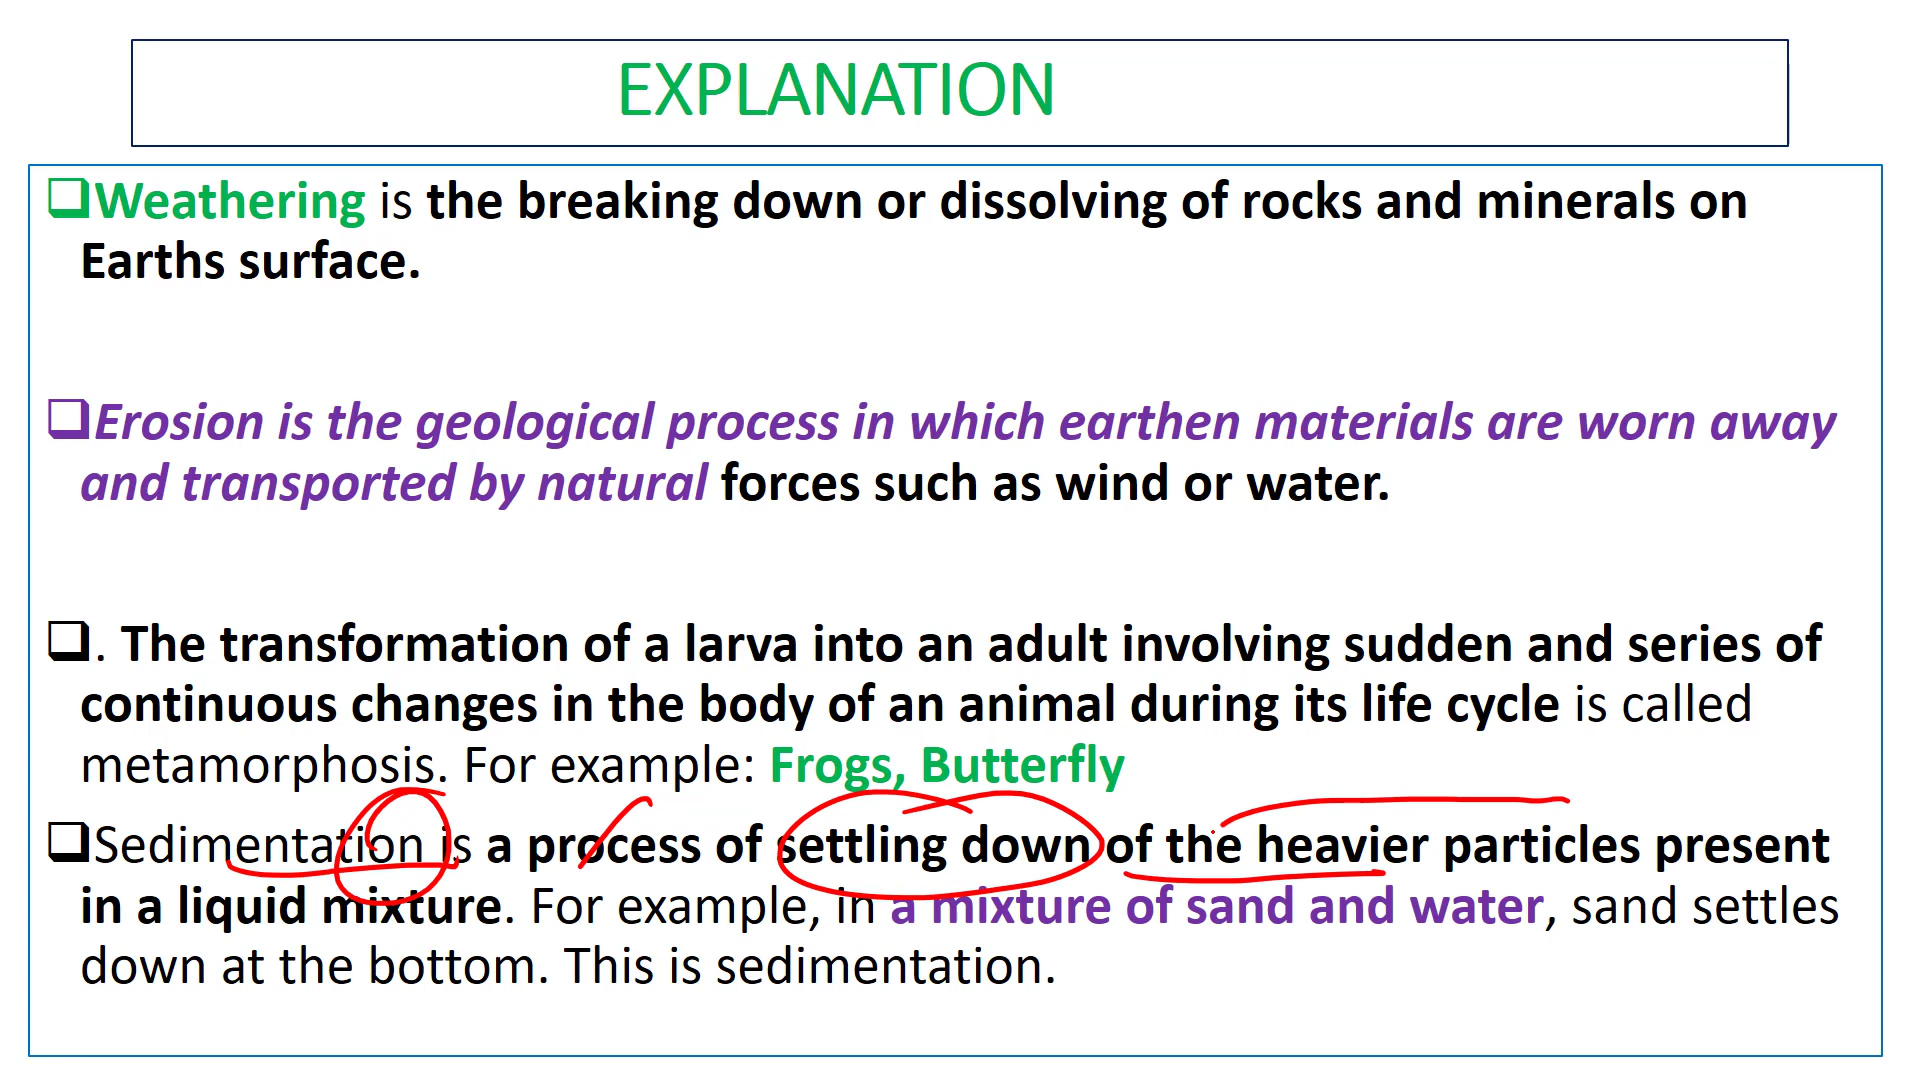 EXPLANATION
Weathering is the breaking down or dissolving of rocks and minerals on
Earths surface.
Erosion is the geological process in which earthen materials are worn away
and transported by natural forces such as wind or water.
. The transformation of a larva into an adult involving sudden and series of
continuous changes in the body of an animal during its life cycle is called
metamorphosis. For example: Frogs, Butterfly
Sedimentation is a process of settling down of the heavier particles present
in a liquid mixture. For example, in a mixture of sand and water, sand settles
down at the bottom. This is sedimentation.